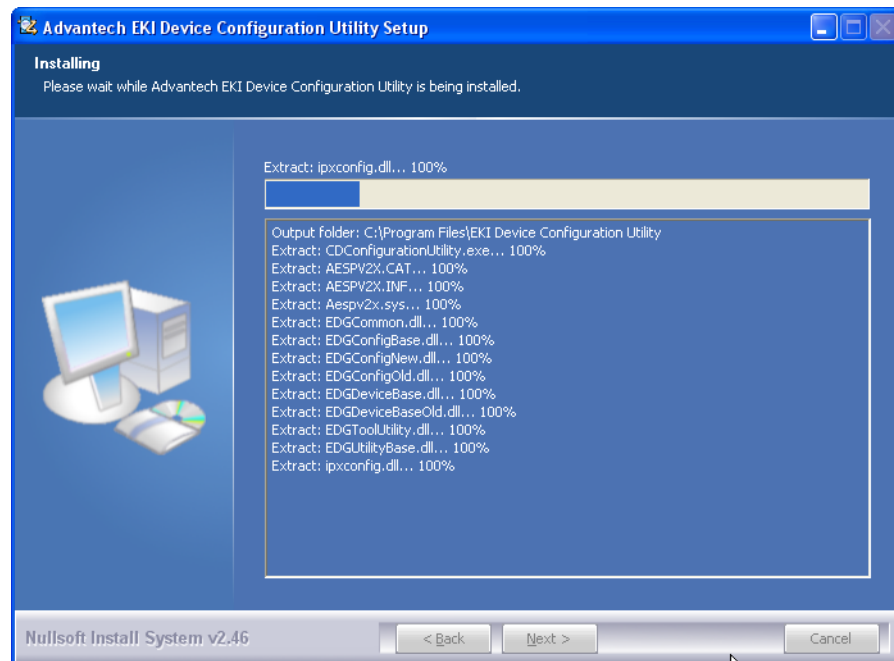 Advantech EKI Device Configuration Utility Setup
Installing
Please wait while Advantech EKI Device Configuration Utility is being installed.
Extract: ipxconfig.dll... 100%
Output folder: C:\Program Files\EKI Device Configuration Utility
Extract: CDConfigurationUtility.exe... 100%
Extract: AESPV2X.CAT... 100%
Extract: AESPV2X.INF... 100%
Extract: Aespv2x.sys... 100%
Extract: EDGCommon.dll... 100%
Extract: EDGConfigBase.dll... 100%
Extract: EDGConfigNew.dll... 100%
Extract: EDGConfigOld.dll... 100%
Extract: EDGDeviceBase.dll... 100%
Extract: EDGDeviceBaseOld.dll... 100%
Extract: EDGToolUtility.dll... 100%
Extract: EDGUtilityBase.dll... 100%
Extract: ipxconfig.dll... 100%
Nullsoft Install System v2.46
< Back
Next >
Cancel